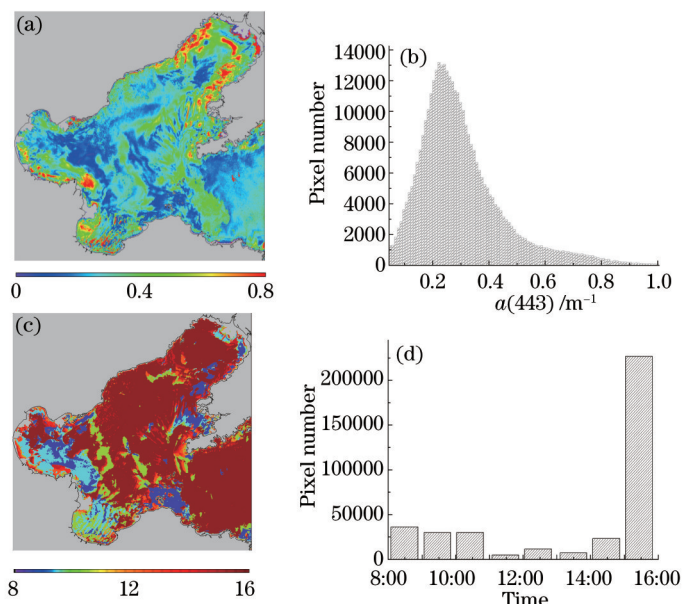 (a)
0 0.4 0.8
(b)
Pixel number
14000
12000
10000
8000
6000
4000
2000
0
0.2 0.4 0.6 0.8 1.0
a(443) /m⁻¹
(c)
8 12 16
(d)
Pixel number
200000
150000
100000
50000
0
8:00 10:00 12:00 14:00 16:00
Time